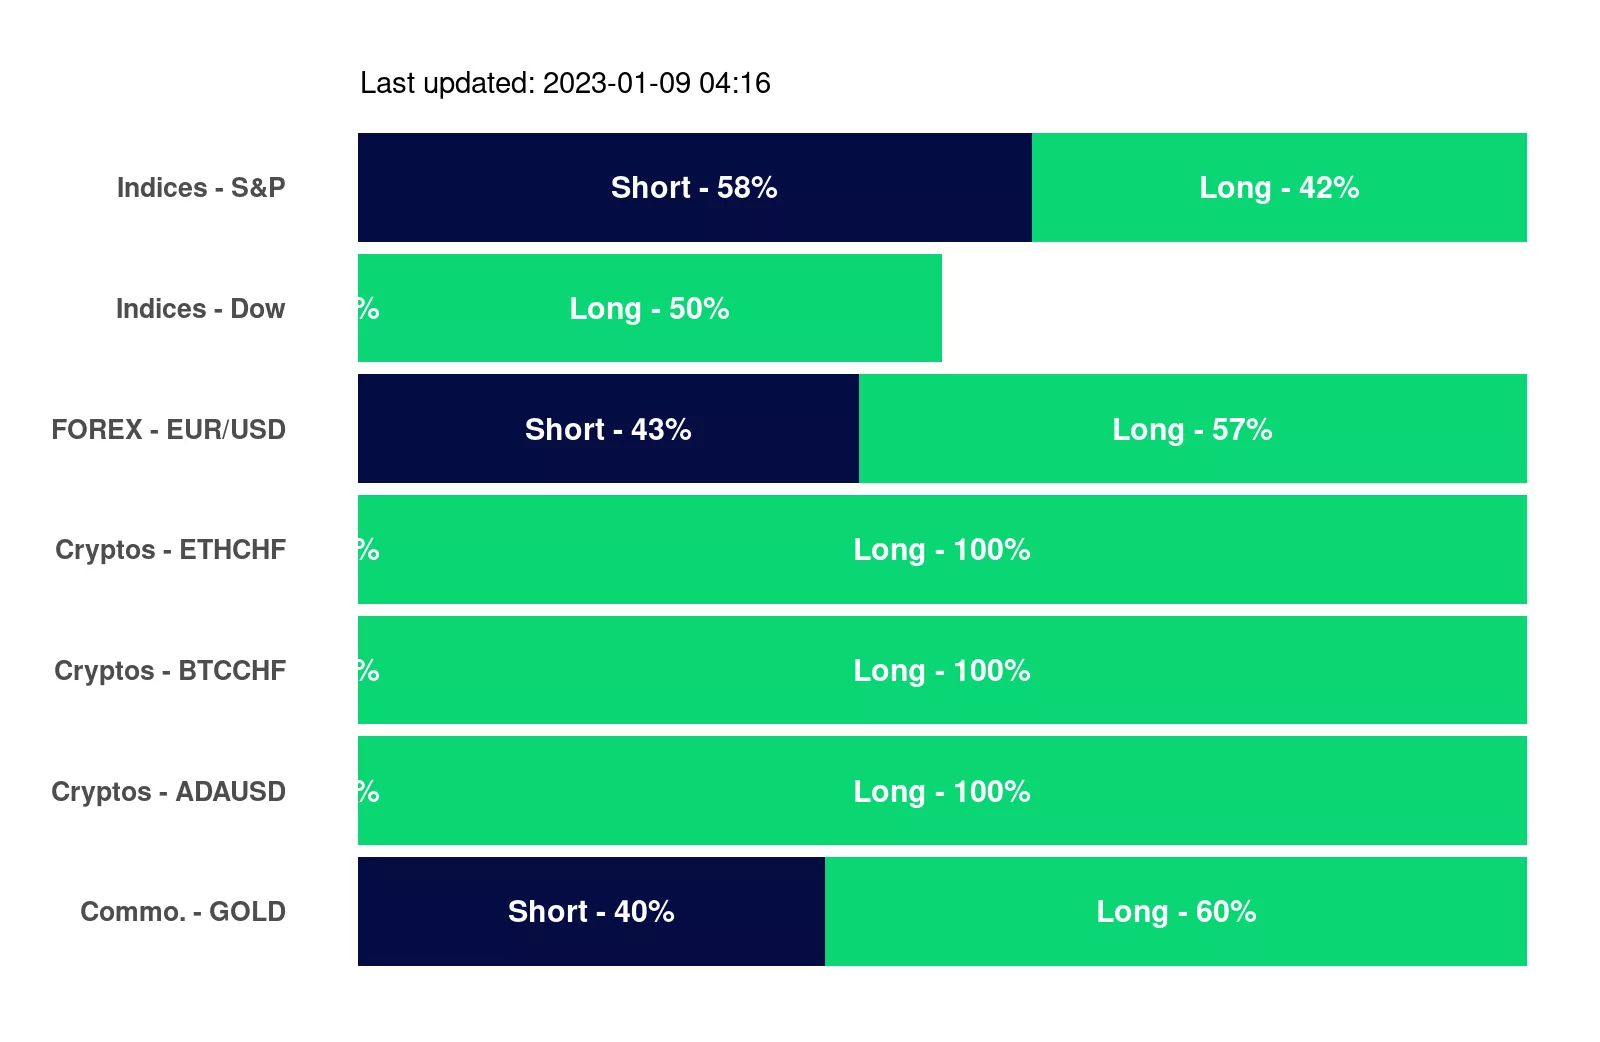 Last updated: 2023-01-09 04:16
Indices - S&P Short - 58% Long - 42%
Indices - Dow % Long - 50%
FOREX - EUR/USD Short - 43% Long - 57%
Cryptos - ETHCHF % Long - 100%
Cryptos - BTCCHF % Long - 100%
Cryptos - ADAUSD % Long - 100%
Commo. - GOLD Short - 40% Long - 60%